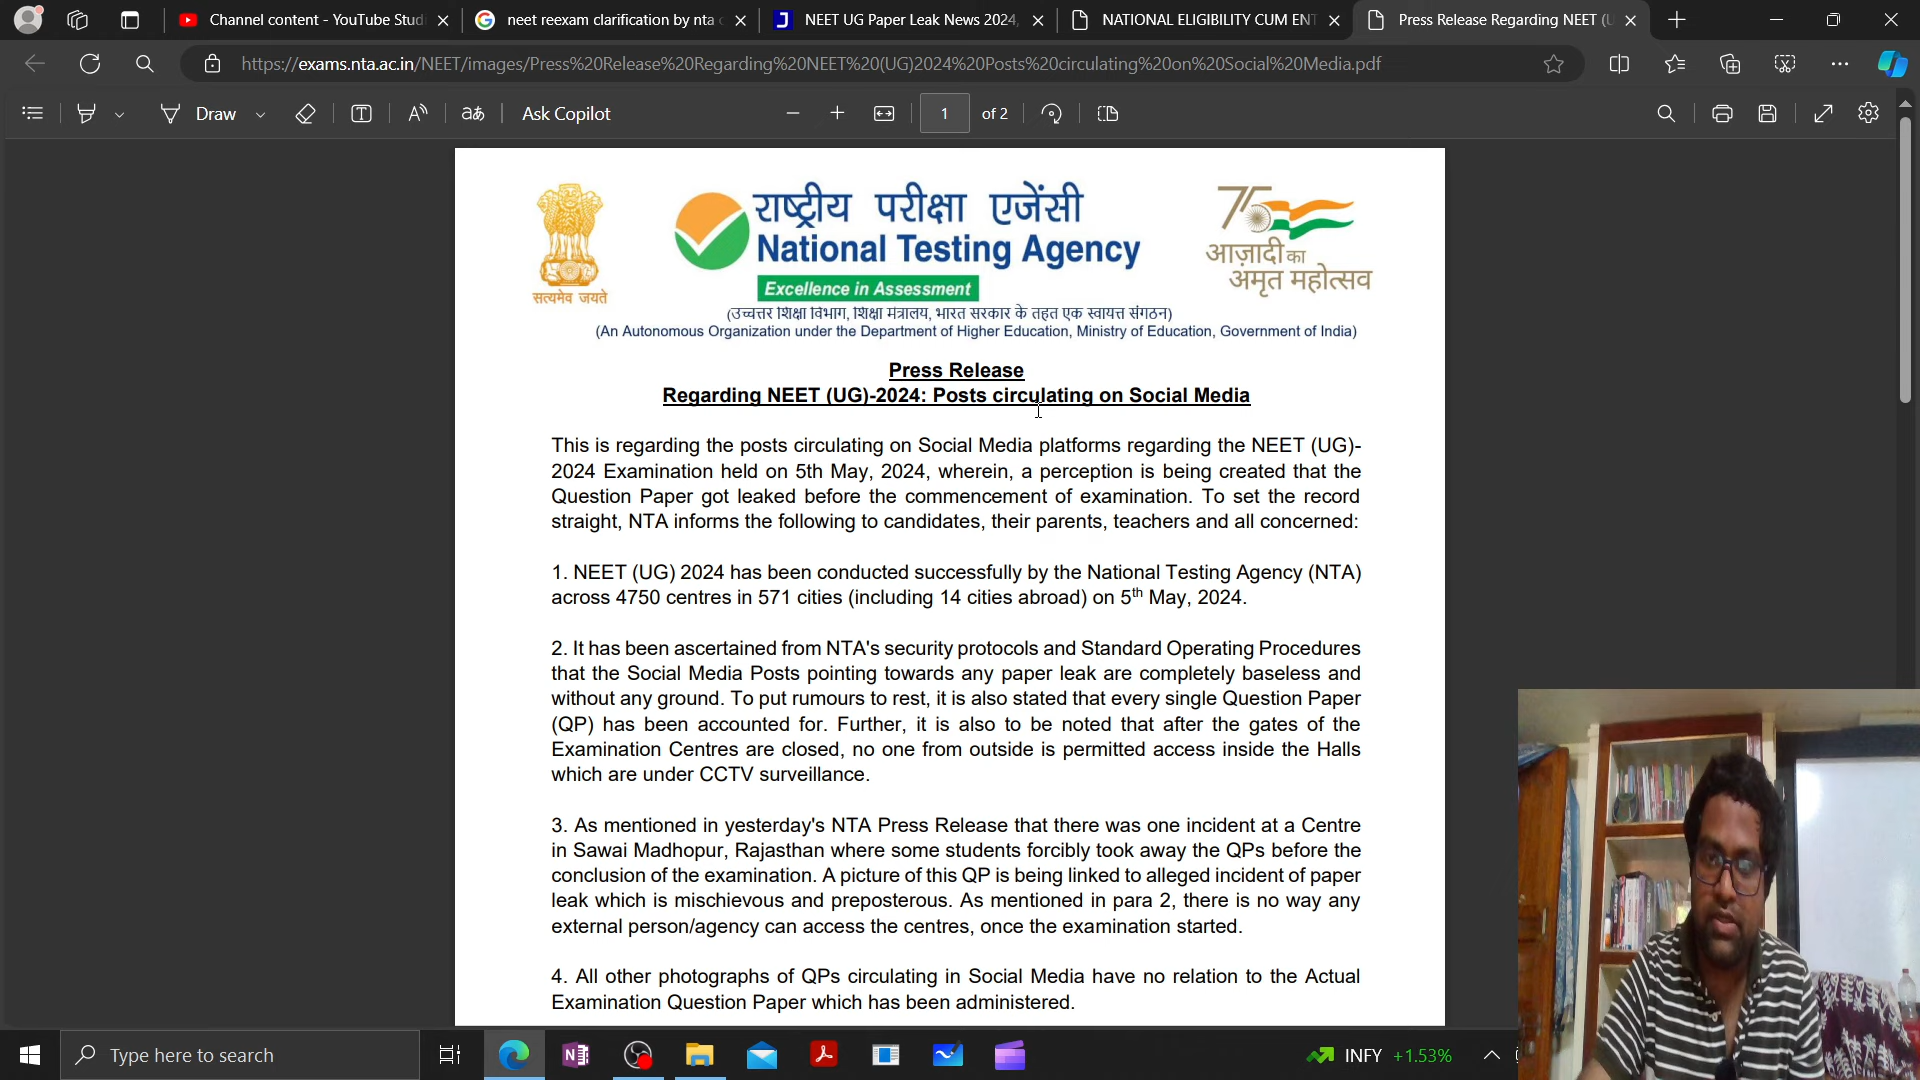 Channel content - YouTube Stud
neet reexam clarification by nta c
NEET UG Paper Leak News 2024,
NATIONAL ELIGIBILITY CUM ENT
Press Release Regarding NEET (U
https://exams.nta.ac.in/NEET/images/Press%20Release%20Regarding%20NEET%20(UG)2024%20Posts%20circulating%20on%20Social%20Media.pdf
Draw
Ask Copilot
1 of 2
राष्ट्रीय परीक्षा एजेंसी
National Testing Agency
Excellence in Assessment
सत्यमेव जयते
75
आज़ादी का
अमृत महोत्सव
(उच्चतर शिक्षा विभाग, शिक्षा मंत्रालय, भारत सरकार के तहत एक स्वायत्त संगठन)
(An Autonomous Organization under the Department of Higher Education, Ministry of Education, Government of India)
Press Release
Regarding NEET (UG)-2024: Posts circulating on Social Media
This is regarding the posts circulating on Social Media platforms regarding the NEET (UG)-
2024 Examination held on 5th May, 2024, wherein, a perception is being created that the
Question Paper got leaked before the commencement of examination. To set the record
straight, NTA informs the following to candidates, their parents, teachers and all concerned:
1. NEET (UG) 2024 has been conducted successfully by the National Testing Agency (NTA)
across 4750 centres in 571 cities (including 14 cities abroad) on 5th May, 2024.
2. It has been ascertained from NTA's security protocols and Standard Operating Procedures
that the Social Media Posts pointing towards any paper leak are completely baseless and
without any ground. To put rumours to rest, it is also stated that every single Question Paper
(QP) has been accounted for. Further, it is also to be noted that after the gates of the
Examination Centres are closed, no one from outside is permitted access inside the Halls
which are under CCTV surveillance.
3. As mentioned in yesterday's NTA Press Release that there was one incident at a Centre
in Sawai Madhopur, Rajasthan where some students forcibly took away the QPs before the
conclusion of the examination. A picture of this QP is being linked to alleged incident of paper
leak which is mischievous and preposterous. As mentioned in para 2, there is no way any
external person/agency can access the centres, once the examination started.
4. All other photographs of QPs circulating in Social Media have no relation to the Actual
Examination Question Paper which has been administered.
Type here to search
INFY +1.53%